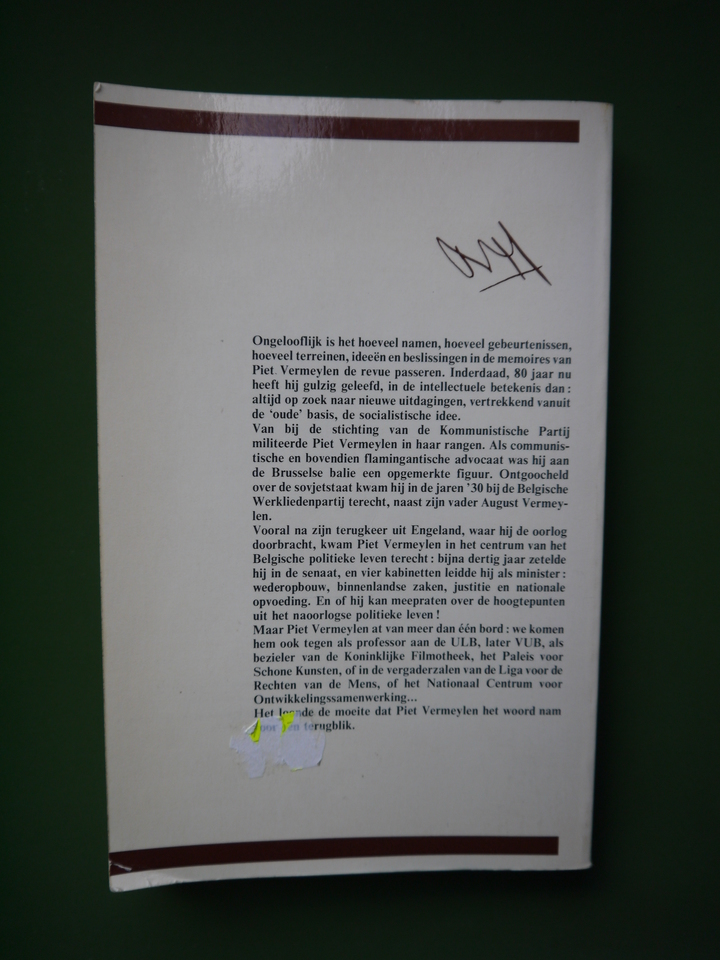 Ongelooflijk is het hoeveel namen, hoeveel gebeurtenissen,
hoeveel terreinen, ideeën en beslissingen in de memoires van
Piet Vermeylen de revue passeren. Inderdaad, 80 jaar nu
heeft hij gulzig geleefd, in de intellectuele betekenis dan :
altijd op zoek naar nieuwe uitdagingen, vertrekkend vanuit
de ‘oude’ basis, de socialistische idee.
Van bij de stichting van de Kommunistische Partij
militeerde Piet Vermeylen in haar rangen. Als communis-
tische en bovendien flamingantische advocaat was hij aan
de Brusselse balie een opgemerkte figuur. Ontgoocheld
over de sovjetstaat kwam hij in de jaren ’30 bij de Belgische
Werkliedenpartij terecht, naast zijn vader August Vermey-
len.
Vooral na zijn terugkeer uit Engeland, waar hij de oorlog
doorbracht, kwam Piet Vermeylen in het centrum van het
Belgische politieke leven terecht : bijna dertig jaar zetelde
hij in de senaat, en vier kabinetten leidde hij als minister :
wederopbouw, binnenlandse zaken, justitie en nationale
opvoeding. En of hij kan meepraten over de hoogtepunten
uit het naoorlogse politieke leven !
Maar Piet Vermeylen at van meer dan één bord : we komen
hem ook tegen als professor aan de ULB, later VUB, als
bezieler van de Koninklijke Filmotheek, het Paleis voor
Schone Kunsten, of in de vergaderzalen van de Liga voor de
Rechten van de Mens, of het Nationaal Centrum voor
Ontwikkelingssamenwerking...
Het loonde de moeite dat Piet Vermeylen het woord nam
voor een terugblik.